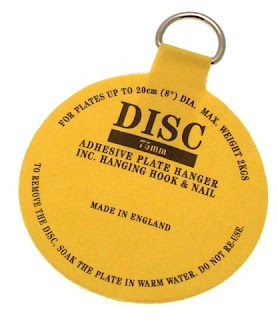 FOR PLATES UP TO 20cm (8") DIA. MAX. WEIGHT 2KGS
DISC
75mm
ADHESIVE PLATE HANGER
INC. HANGING HOOK & NAIL
MADE IN ENGLAND
TO REMOVE THE DISC, SOAK THE PLATE IN WARM WATER. DO NOT RE-USE.